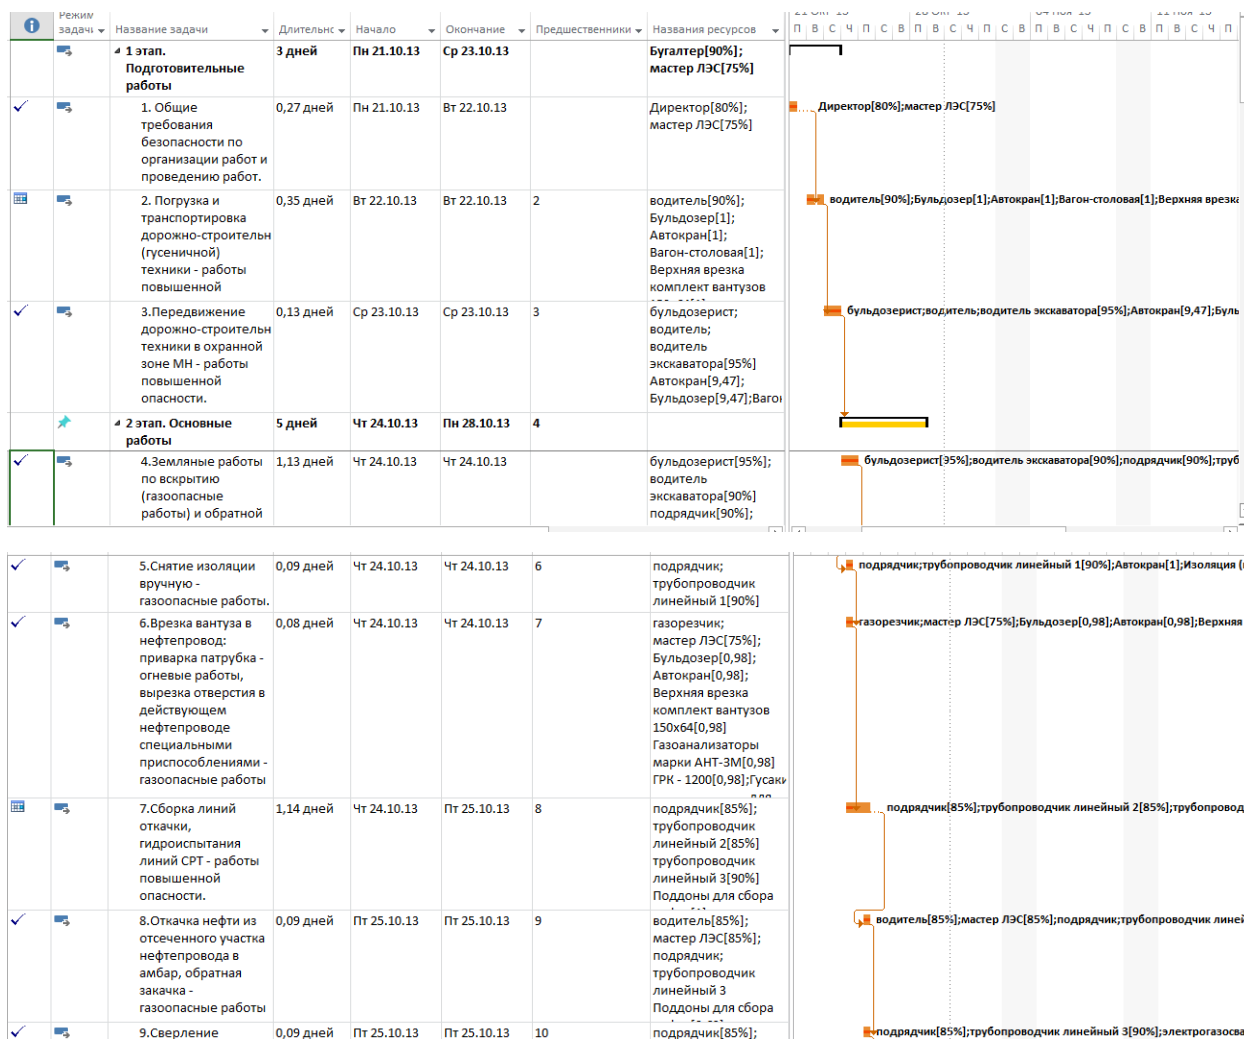 Режим
задачи
Название задачи
Длительнс
Начало
Окончание
Предшественники
Названия ресурсов
21 Окт '13
28 Окт '13
04 Ноя '13
11 Ноя '13
П В С Ч П С В П В С Ч П С В П В С Ч П С В П В С Ч П
1 этап.
Подготовительные
работы
3 дней
Пн 21.10.13
Ср 23.10.13
Бугалтер[90%];
мастер ЛЭС[75%]
1. Общие
требования
безопасности по
организации работ и
проведению работ.
0,27 дней
Пн 21.10.13
Вт 22.10.13
Директор[80%];
мастер ЛЭС[75%]
Директор[80%];мастер ЛЭС[75%]
2. Погрузка и
транспортировка
дорожно-строительн
(гусеничной)
техники - работы
повышенной
0,35 дней
Вт 22.10.13
Вт 22.10.13
2
водитель[90%];
Бульдозер[1];
Автокран[1];
Вагон-столовая[1];
Верхняя врезка
комплект вантузов
водитель[90%];Бульдозер[1];Автокран[1];Вагон-столовая[1];Верхняя врезка
3.Передвижение
дорожно-строительн
техники в охранной
зоне МН - работы
повышенной
опасности.
0,13 дней
Ср 23.10.13
Ср 23.10.13
3
бульдозерист;
водитель;
водитель
экскаватора[95%]
Автокран[9,47];
Бульдозер[9,47];Вагон
бульдозерист;водитель;водитель экскаватора[95%];Автокран[9,47];Буль
2 этап. Основные
работы
5 дней
Чт 24.10.13
Пн 28.10.13
4
4.Земляные работы
по вскрытию
(газоопасные
работы) и обратной
1,13 дней
Чт 24.10.13
Чт 24.10.13
бульдозерист[95%];
водитель
экскаватора[90%]
подрядчик[90%];
бульдозерист[95%];водитель экскаватора[90%];подрядчик[90%];труб
5.Снятие изоляции
вручную -
газоопасные работы.
0,09 дней
Чт 24.10.13
Чт 24.10.13
6
подрядчик;
трубопроводчик
линейный 1[90%]
подрядчик;трубопроводчик линейный 1[90%];Автокран[1];Изоляция (
6.Врезка вантуза в
нефтепровод:
приварка патрубка -
огневые работы,
вырезка отверстия в
действующем
нефтепроводе
специальными
приспособлениями -
газоопасные работы
0,08 дней
Чт 24.10.13
Чт 24.10.13
7
газорезчик;
мастер ЛЭС[75%];
Бульдозер[0,98];
Автокран[0,98];
Верхняя врезка
комплект вантузов
150х64[0,98]
Газоанализаторы
марки АНТ-3М[0,98]
ГРК - 1200[0,98];Гусаки
газорезчик;мастер ЛЭС[75%];Бульдозер[0,98];Автокран[0,98];Верхняя
7.Сборка линий
откачки,
гидроиспытания
линий СРТ - работы
повышенной
опасности.
1,14 дней
Чт 24.10.13
Пт 25.10.13
8
подрядчик[85%];
трубопроводчик
линейный 2[85%]
трубопроводчик
линейный 3[90%]
Поддоны для сбора
подрядчик[85%];трубопроводчик линейный 2[85%];трубопровод
8.Откачка нефти из
отсеченного участка
нефтепровода в
амбар, обратная
закачка -
газоопасные работы
0,09 дней
Пт 25.10.13
Пт 25.10.13
9
водитель[85%];
мастер ЛЭС[85%];
подрядчик;
трубопроводчик
линейный 3
Поддоны для сбора
водитель[85%];мастер ЛЭС[85%];подрядчик;трубопроводчик линей
9.Сверление
0,09 дней
Пт 25.10.13
Пт 25.10.13
10
подрядчик[85%];
подрядчик[85%];трубопроводчик линейный 3[90%];электрогазосва